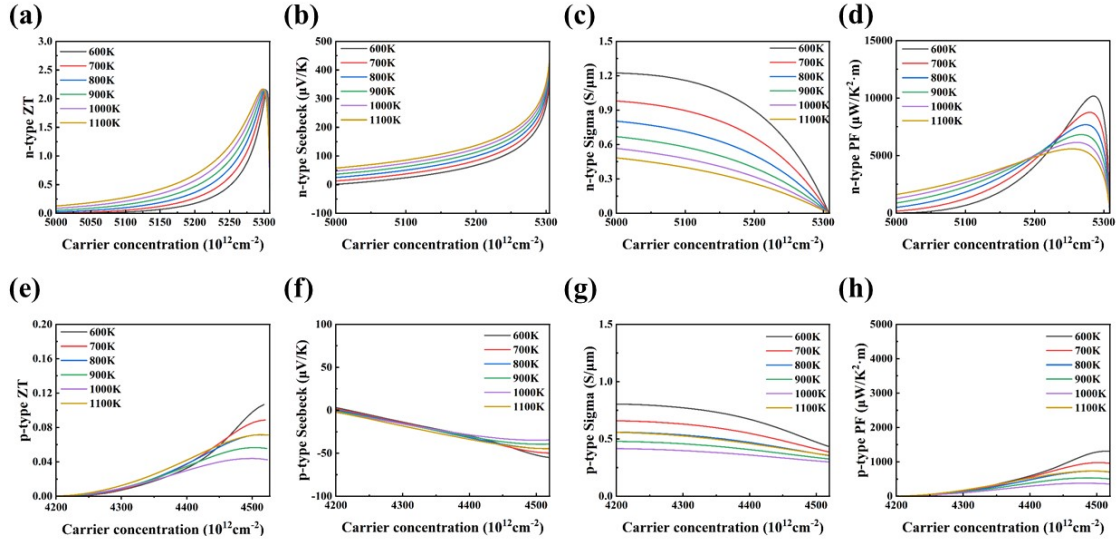 (a)
n-type ZT
3.0
2.5
2.0
1.5
1.0
0.5
0.0
600K
700K
800K
900K
1000K
1100K
5000 5050 5100 5150 5200 5250 5300
Carrier concentration (10¹²cm⁻²)
(b)
n-type Seebeck (μV/K)
500
400
300
200
100
0
-100
600K
700K
800K
900K
1000K
1100K
5000 5100 5200 5300
Carrier concentration (10¹²cm⁻²)
(c)
n-type Sigma (S/μm)
1.5
1.2
0.9
0.6
0.3
0.0
600K
700K
800K
900K
1000K
1100K
5000 5100 5200 5300
Carrier concentration (10¹²cm⁻²)
(d)
n-type PF (μW/K²·m)
15000
10000
5000
0
600K
700K
800K
900K
1000K
1100K
5000 5100 5200 5300
Carrier concentration (10¹²cm⁻²)
(e)
p-type ZT
0.20
0.16
0.12
0.08
0.04
0.00
600K
700K
800K
900K
1000K
1100K
4200 4300 4400 4500
Carrier concentration (10¹²cm⁻²)
(f)
p-type Seebeck (μV/K)
100
50
0
-50
-100
600K
700K
800K
900K
1000K
1100K
4200 4300 4400 4500
Carrier concentration (10¹²cm⁻²)
(g)
p-type Sigma (S/μm)
1.5
1.0
0.5
0.0
600K
700K
800K
900K
1000K
1100K
4200 4300 4400 4500
Carrier concentration (10¹²cm⁻²)
(h)
p-type PF (μW/K²·m)
5000
4000
3000
2000
1000
0
600K
700K
800K
900K
1000K
1100K
4200 4300 4400 4500
Carrier concentration (10¹²cm⁻²)